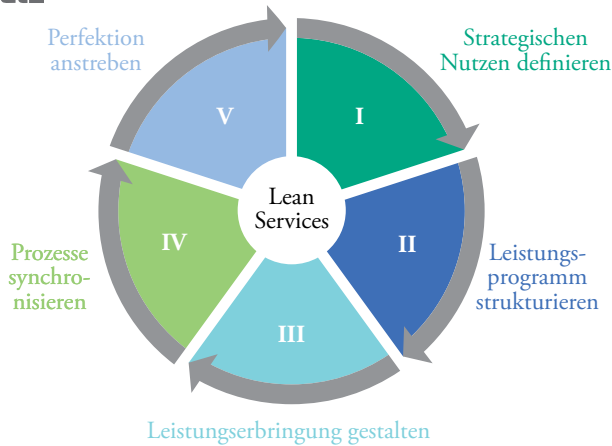 Perfektion
anstreben
Strategischen
Nutzen definieren
V
I
Lean
Services
IV
II
Prozesse
synchro-
nisieren
Leistungs-
programm
strukturieren
III
Leistungserbringung gestalten